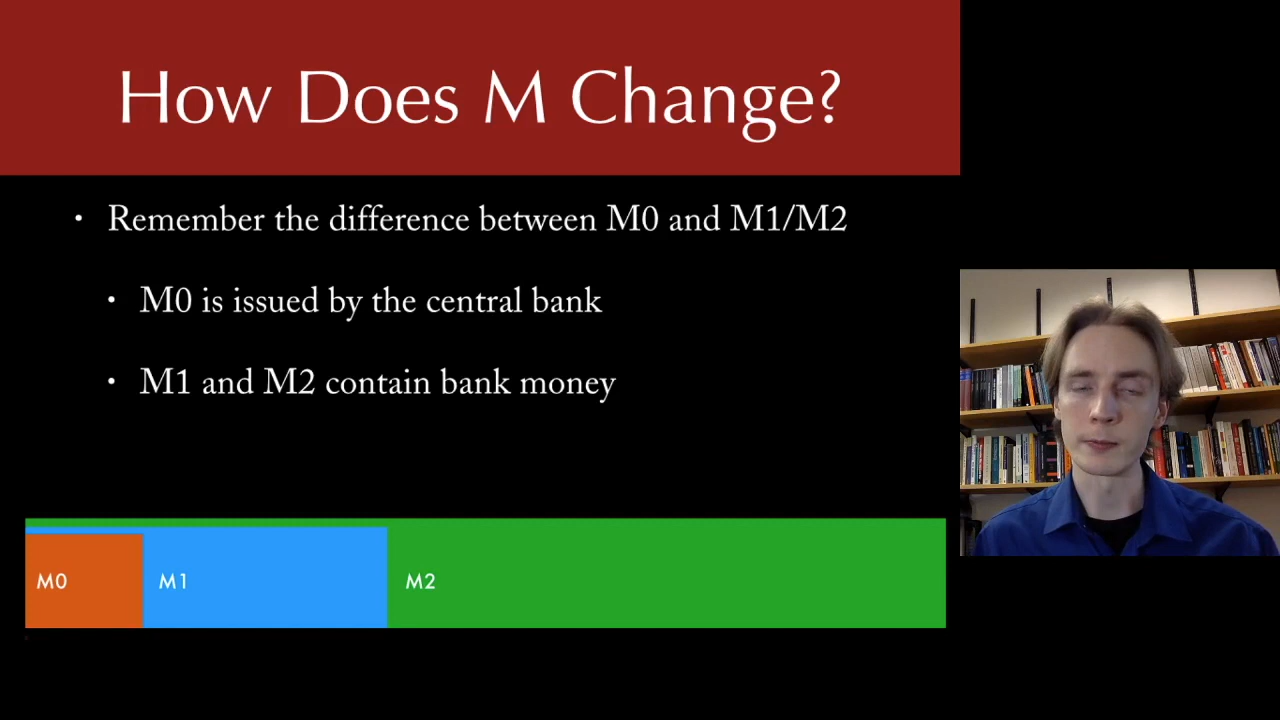 How Does M Change?
• Remember the difference between M0 and M1/M2
• M0 is issued by the central bank
• M1 and M2 contain bank money
M0 M1 M2